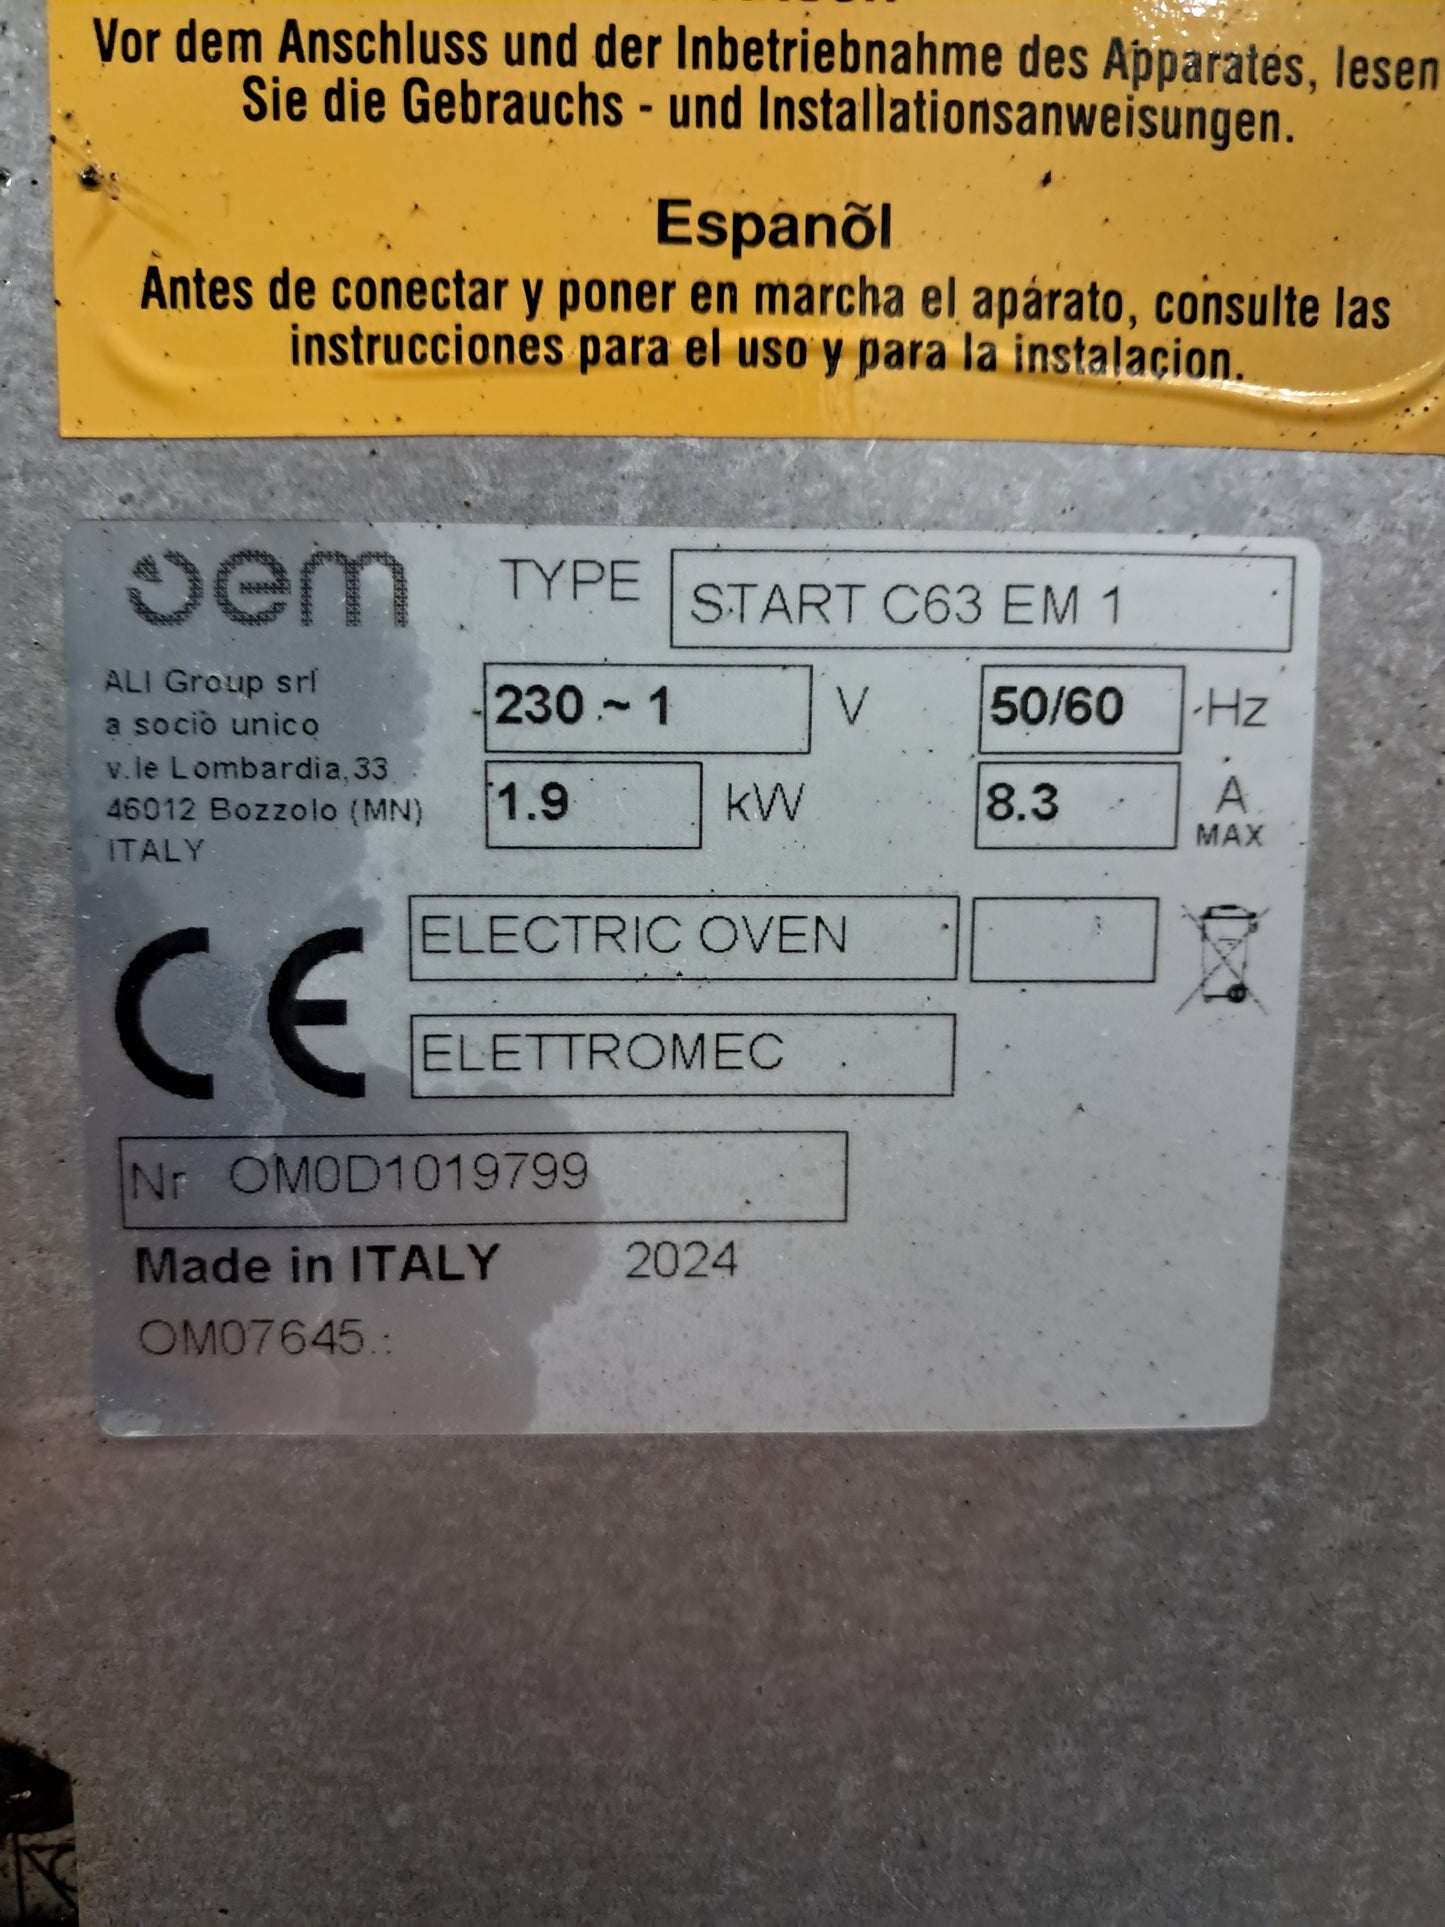 Vor dem Anschluss und der Inbetriebnahme des Apparates, lesen
Sie die Gebrauchs - und Installationsanweisungen.
Espanõl
Antes de conectar y poner en marcha el aparato, consulte las
instrucciones para el uso y para la instalaçion.
oem
TYPE START C63 EM 1
ALI Group srl
a socio unico
v.le Lombardia,33
46012 Bozzolo (MN)
ITALY
230 ~ 1 V 50/60 Hz
1.9 kW 8.3 A
MAX
CE
ELECTRIC OVEN
ELETTROMEC
Nr OM0D1019799
Made in ITALY 2024
OM07645